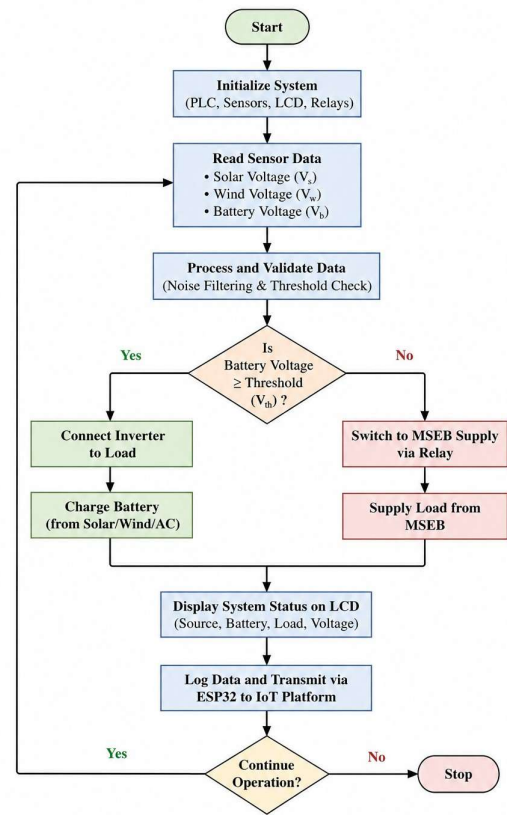 Start
Initialize System
(PLC, Sensors, LCD, Relays)
Read Sensor Data
• Solar Voltage (Vs)
• Wind Voltage (Vw)
• Battery Voltage (Vb)
Process and Validate Data
(Noise Filtering & Threshold Check)
Yes
Is
Battery Voltage
≥ Threshold
(Vth) ?
No
Connect Inverter
to Load
Switch to MSEB Supply
via Relay
Charge Battery
(from Solar/Wind/AC)
Supply Load from
MSEB
Display System Status on LCD
(Source, Battery, Load, Voltage)
Log Data and Transmit via
ESP32 to IoT Platform
Yes
Continue
Operation?
No
Stop